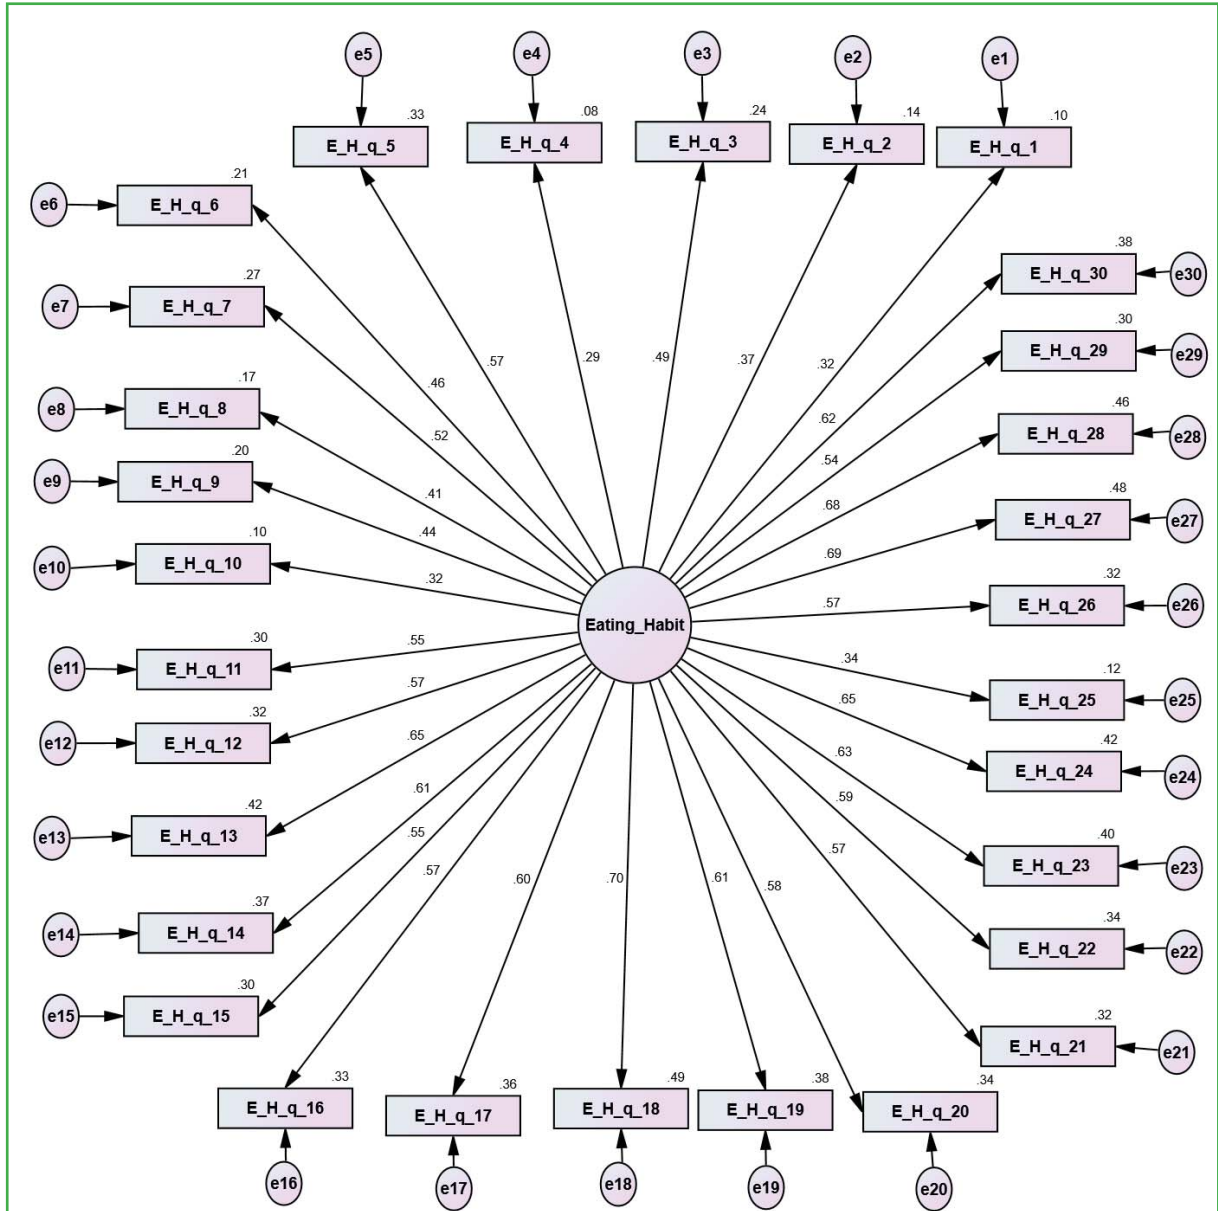 e5
e4
e3
e2
e1
.33
.08
.24
.14
.10
E_H_q_5
E_H_q_4
E_H_q_3
E_H_q_2
E_H_q_1
.21
e6
E_H_q_6
.38
E_H_q_30
e30
.27
e7
E_H_q_7
.30
E_H_q_29
e29
.57
.29
.49
.37
.32
.46
.17
e8
E_H_q_8
.62
.46
E_H_q_28
e28
.52
.54
.20
e9
E_H_q_9
.41
.68
.48
E_H_q_27
e27
.44
.10
e10
E_H_q_10
.69
.32
.32
E_H_q_26
e26
.57
Eating_Habit
.30
e11
E_H_q_11
.55
.34
.12
E_H_q_25
e25
.57
.65
.32
e12
E_H_q_12
.65
.63
.42
E_H_q_24
e24
.61
.59
.42
e13
E_H_q_13
.55
.57
.40
E_H_q_23
e23
.57
.60
.70
.61
.58
.37
e14
E_H_q_14
.34
E_H_q_22
e22
.30
e15
E_H_q_15
.32
E_H_q_21
e21
.33
.36
.49
.38
.34
E_H_q_16
E_H_q_17
E_H_q_18
E_H_q_19
E_H_q_20
e16
e17
e18
e19
e20